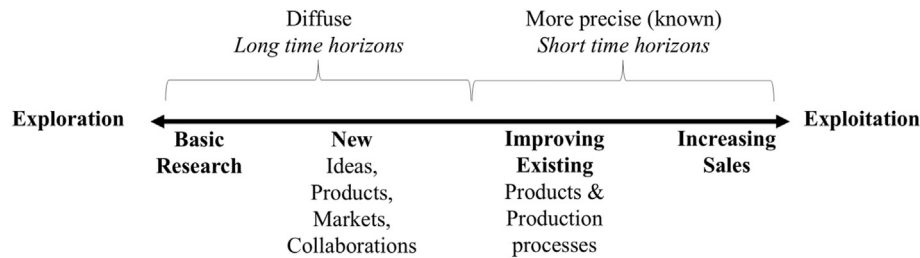 Diffuse
Long time horizons
More precise (known)
Short time horizons
Exploration
Exploitation
Basic
Research
New
Ideas,
Products,
Markets,
Collaborations
Improving
Existing
Products &
Production
processes
Increasing
Sales